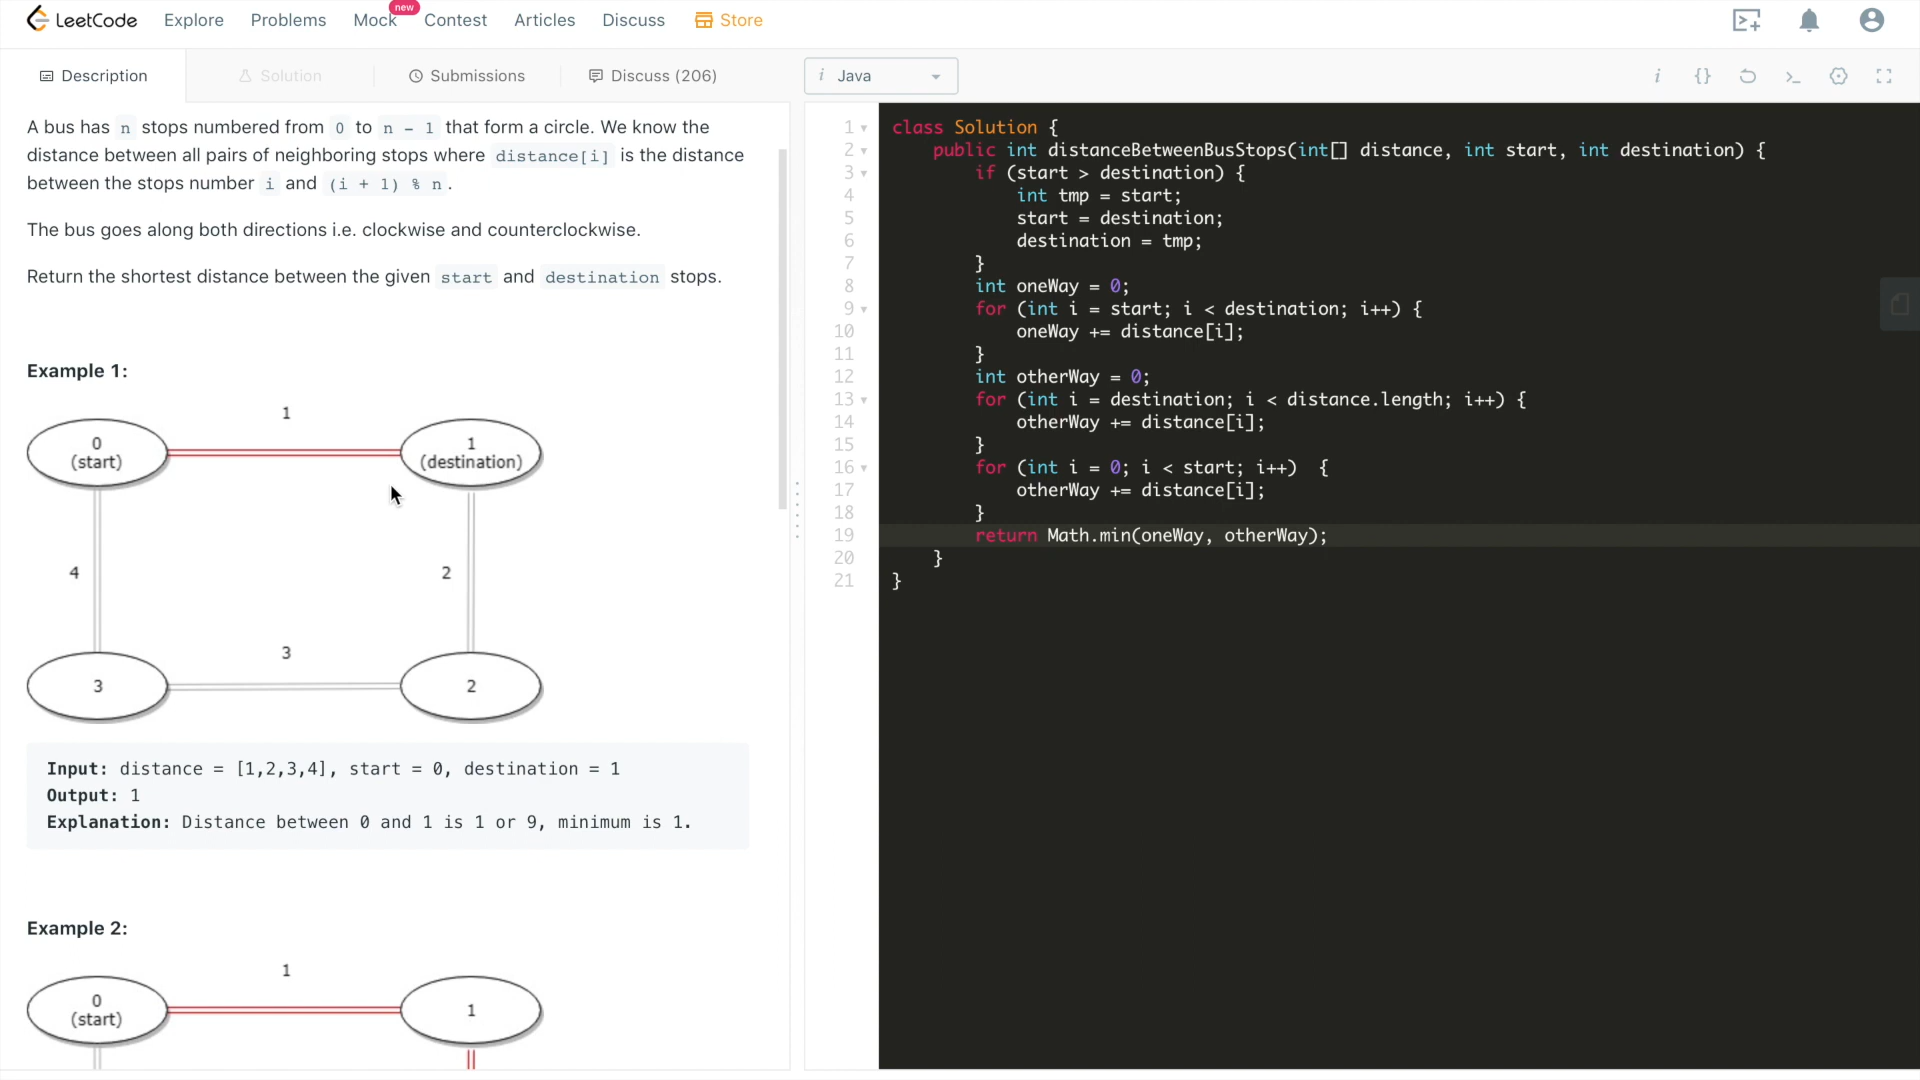 LeetCode Explore Problems Mock new Contest Articles Discuss Store
Description Solution Submissions Discuss (206)
i Java
A bus has n stops numbered from 0 to n - 1 that form a circle. We know the
distance between all pairs of neighboring stops where distance[i] is the distance
between the stops number i and (i + 1) % n.
The bus goes along both directions i.e. clockwise and counterclockwise.
Return the shortest distance between the given start and destination stops.
Example 1:
1
0
(start)
1
(destination)
4
2
3
3
2
Input: distance = [1,2,3,4], start = 0, destination = 1
Output: 1
Explanation: Distance between 0 and 1 is 1 or 9, minimum is 1.
Example 2:
1
0
(start)
1
1 class Solution {
2 public int distanceBetweenBusStops(int[] distance, int start, int destination) {
3 if (start > destination) {
4 int tmp = start;
5 start = destination;
6 destination = tmp;
7 }
8 int oneWay = 0;
9 for (int i = start; i < destination; i++) {
10 oneWay += distance[i];
11 }
12 int otherWay = 0;
13 for (int i = destination; i < distance.length; i++) {
14 otherWay += distance[i];
15 }
16 for (int i = 0; i < start; i++)  {
17 otherWay += distance[i];
18 }
19 return Math.min(oneWay, otherWay);
20 }
21 }